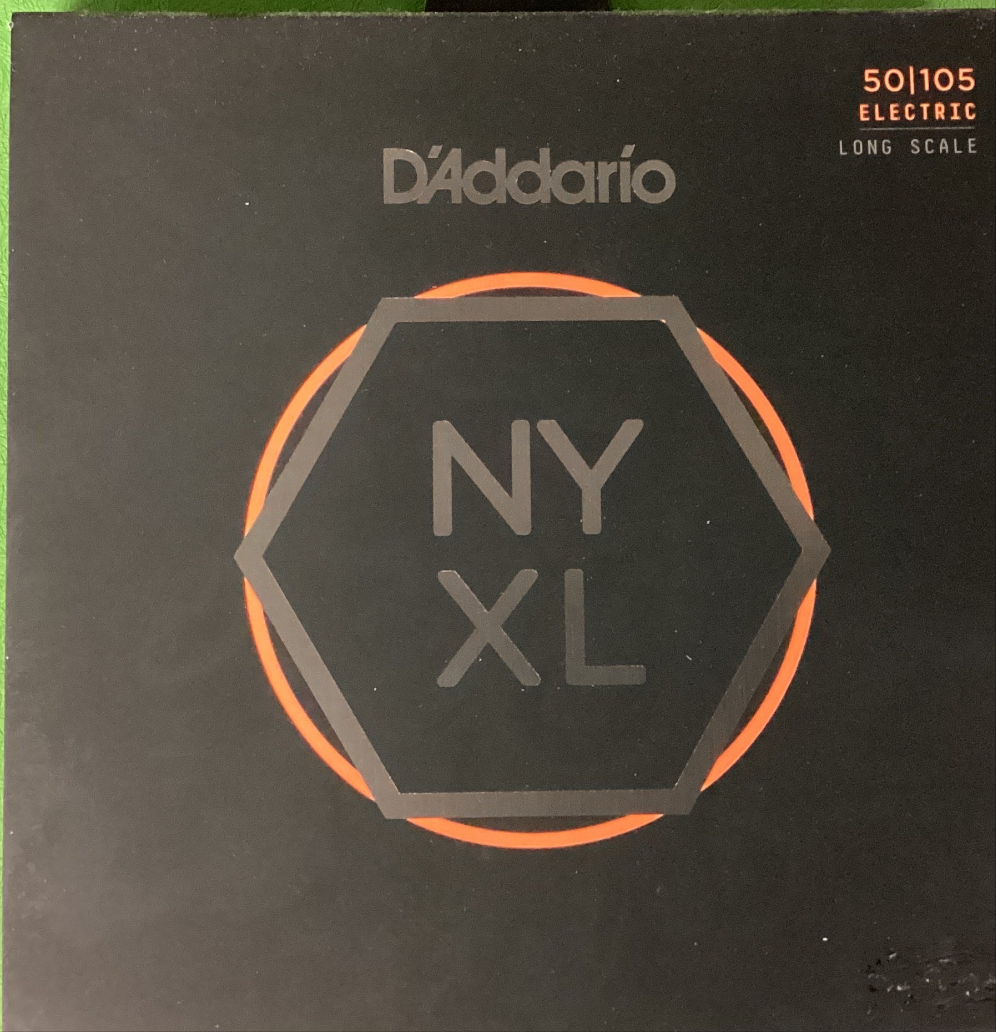 50|105
ELECTRIC
LONG SCALE
D'Addario
NY
XL